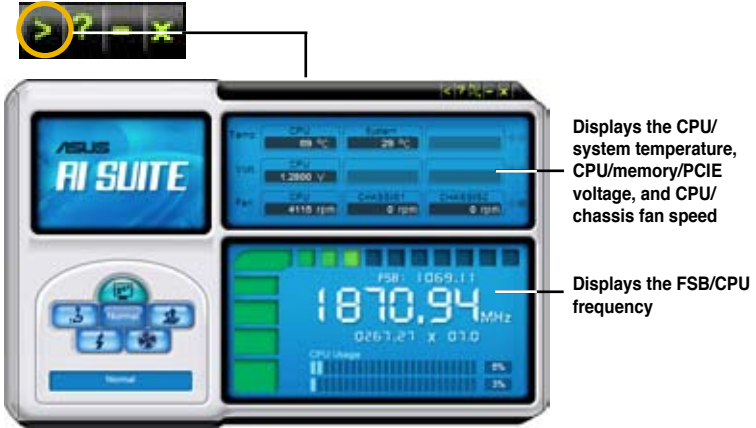 > ? - x
< ? - x
ASUS
AI SUITE
Temp CPU System
69 °C 29 °C
Volt CPU
1.2800 V
Fan CPU CHASSIS1 CHASSIS2
4115 rpm 0 rpm 0 rpm
Displays the CPU/
system temperature,
CPU/memory/PCIE
voltage, and CPU/
chassis fan speed
FSB: 1069.11
1870.94 MHz
0267.27 x 07.0
CPU Usage
6%
3%
Displays the FSB/CPU
frequency
Normal
Normal